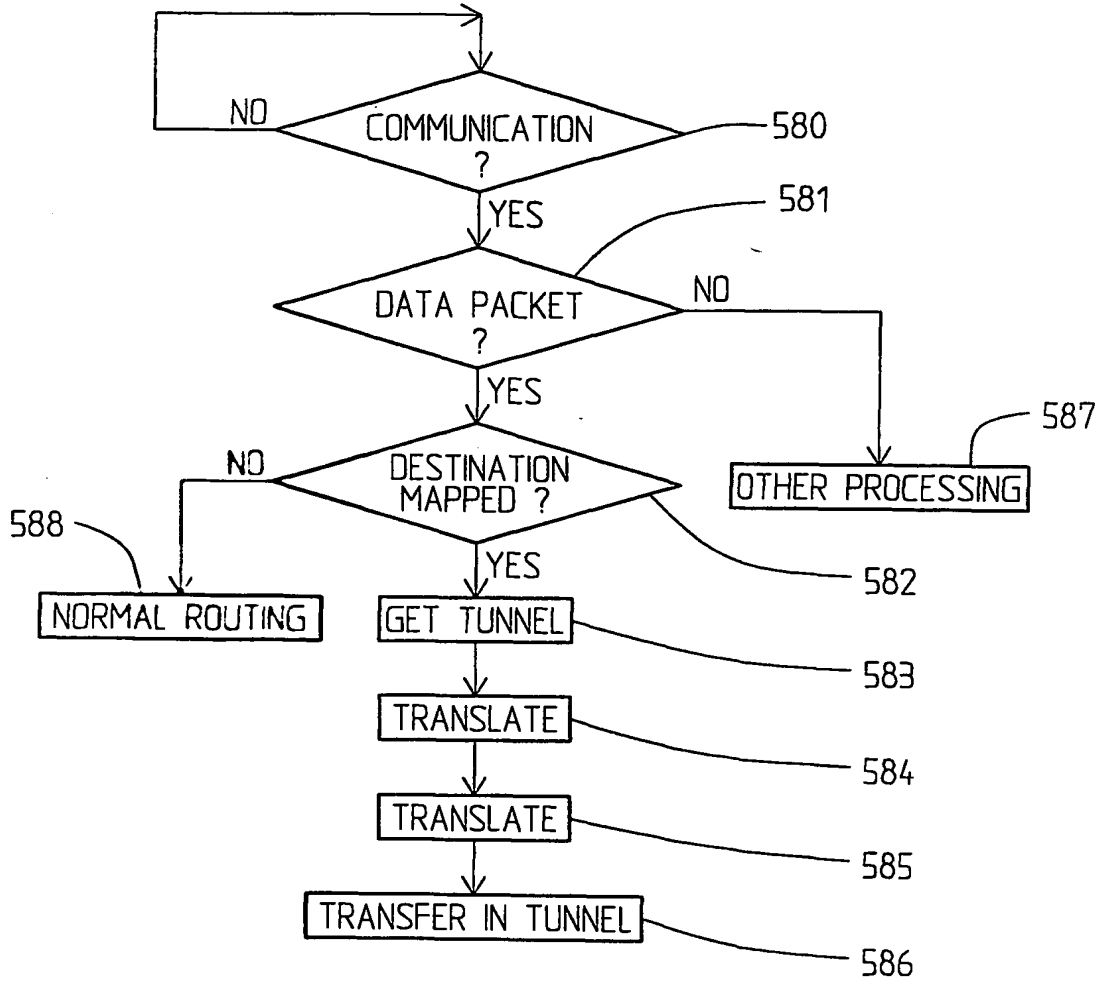 NO
COMMUNICATION
?
580
YES
581
DATA PACKET
?
NO
YES
587
NO
DESTINATION
MAPPED ?
OTHER PROCESSING
588
YES
582
NORMAL ROUTING
GET TUNNEL
583
TRANSLATE
584
TRANSLATE
585
TRANSFER IN TUNNEL
586